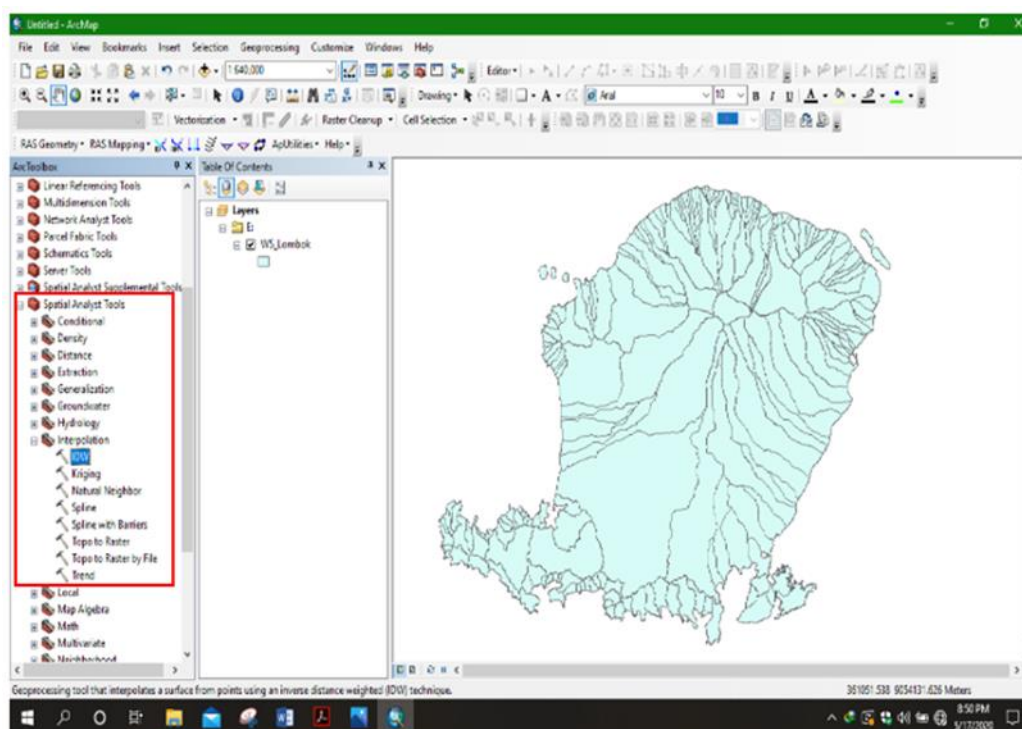 Untitled - ArcMap
File Edit View Bookmarks Insert Selection Geoprocessing Customize Windows Help
1:640,000 Editor
Drawing Arial 10 B I U A
Vectorization Raster Cleanup Cell Selection
RAS Geometry RAS Mapping ApUtilities Help
ArcToolbox
Linear Referencing Tools
Multidimension Tools
Network Analyst Tools
Parcel Fabric Tools
Schematics Tools
Server Tools
Spatial Analyst Supplemental Tools
Spatial Analyst Tools
Conditional
Density
Distance
Extraction
Generalization
Groundwater
Hydrology
Interpolation
IDW
Kriging
Natural Neighbor
Spline
Spline with Barriers
Topo to Raster
Topo to Raster by File
Trend
Local
Map Algebra
Math
Multivariate
Neighborhood
Table Of Contents
Layers
E:
WS_Lombok
Geoprocessing tool that interpolates a surface from points using an inverse distance weighted (IDW) technique.
361051.538 9054131.626 Meters
8:50 PM
5/17/2020